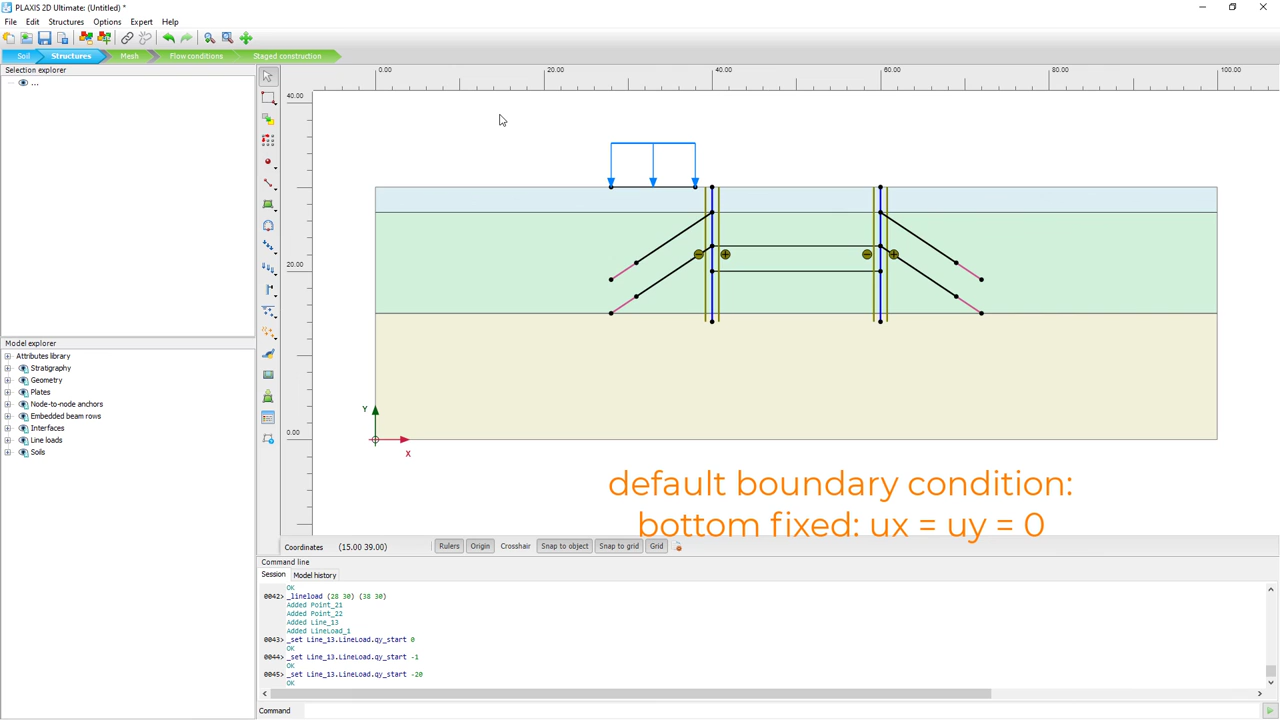 PLAXIS 2D Ultimate: (Untitled) *
File Edit Structures Options Expert Help
Soil Structures Mesh Flow conditions Staged construction
Selection explorer
...
Model explorer
Attributes library
Stratigraphy
Geometry
Plates
Node-to-node anchors
Embedded beam rows
Interfaces
Line loads
Soils
0.00 20.00 40.00 60.00 80.00 100.00
40.00
20.00
0.00
Y
X
default boundary condition:
bottom fixed: ux = uy = 0
Coordinates (15.00 39.00) Rulers Origin Crosshair Snap to object Snap to grid Grid
Command line
Session Model history
OK
0042> _lineload (28 30) (38 30)
Added Point_21
Added Point_22
Added Line_13
Added LineLoad_1
0043> _set Line_13.LineLoad.qy_start 0
OK
0044> _set Line_13.LineLoad.qy_start -1
OK
0045> _set Line_13.LineLoad.qy_start -20
OK
Command